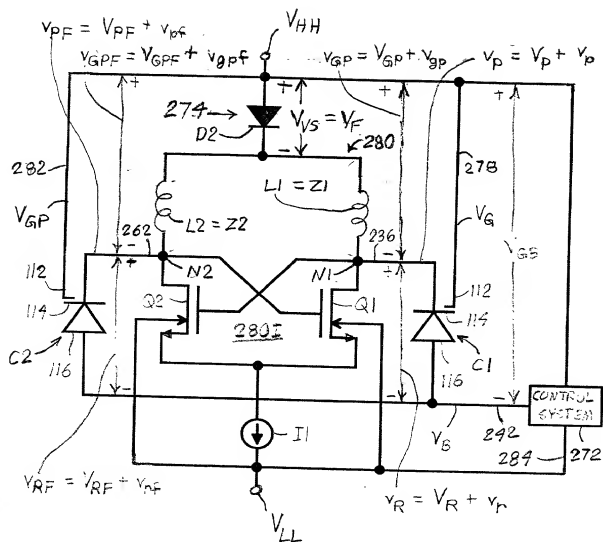 v_PF = V_PF + v_pf
V_HH
v_GPF = V_GPF + v_gpf
v_GP = V_GP + v_gp
v_P = V_P + v_p
+ + + +
274
D2
V_VS = V_F
280
-
282
278
L1 = Z1
L2 = Z2
V_GP
V_G
V_GB
262
236
- -
+ +
N2
N1
112
114
Q2
Q1
112
114
280I
C2
116
116
C1
- - -
CONTROL SYSTEM
I1
V_B
242
284
272
v_RF = V_RF + v_rf
v_R = V_R + v_r
V_LL